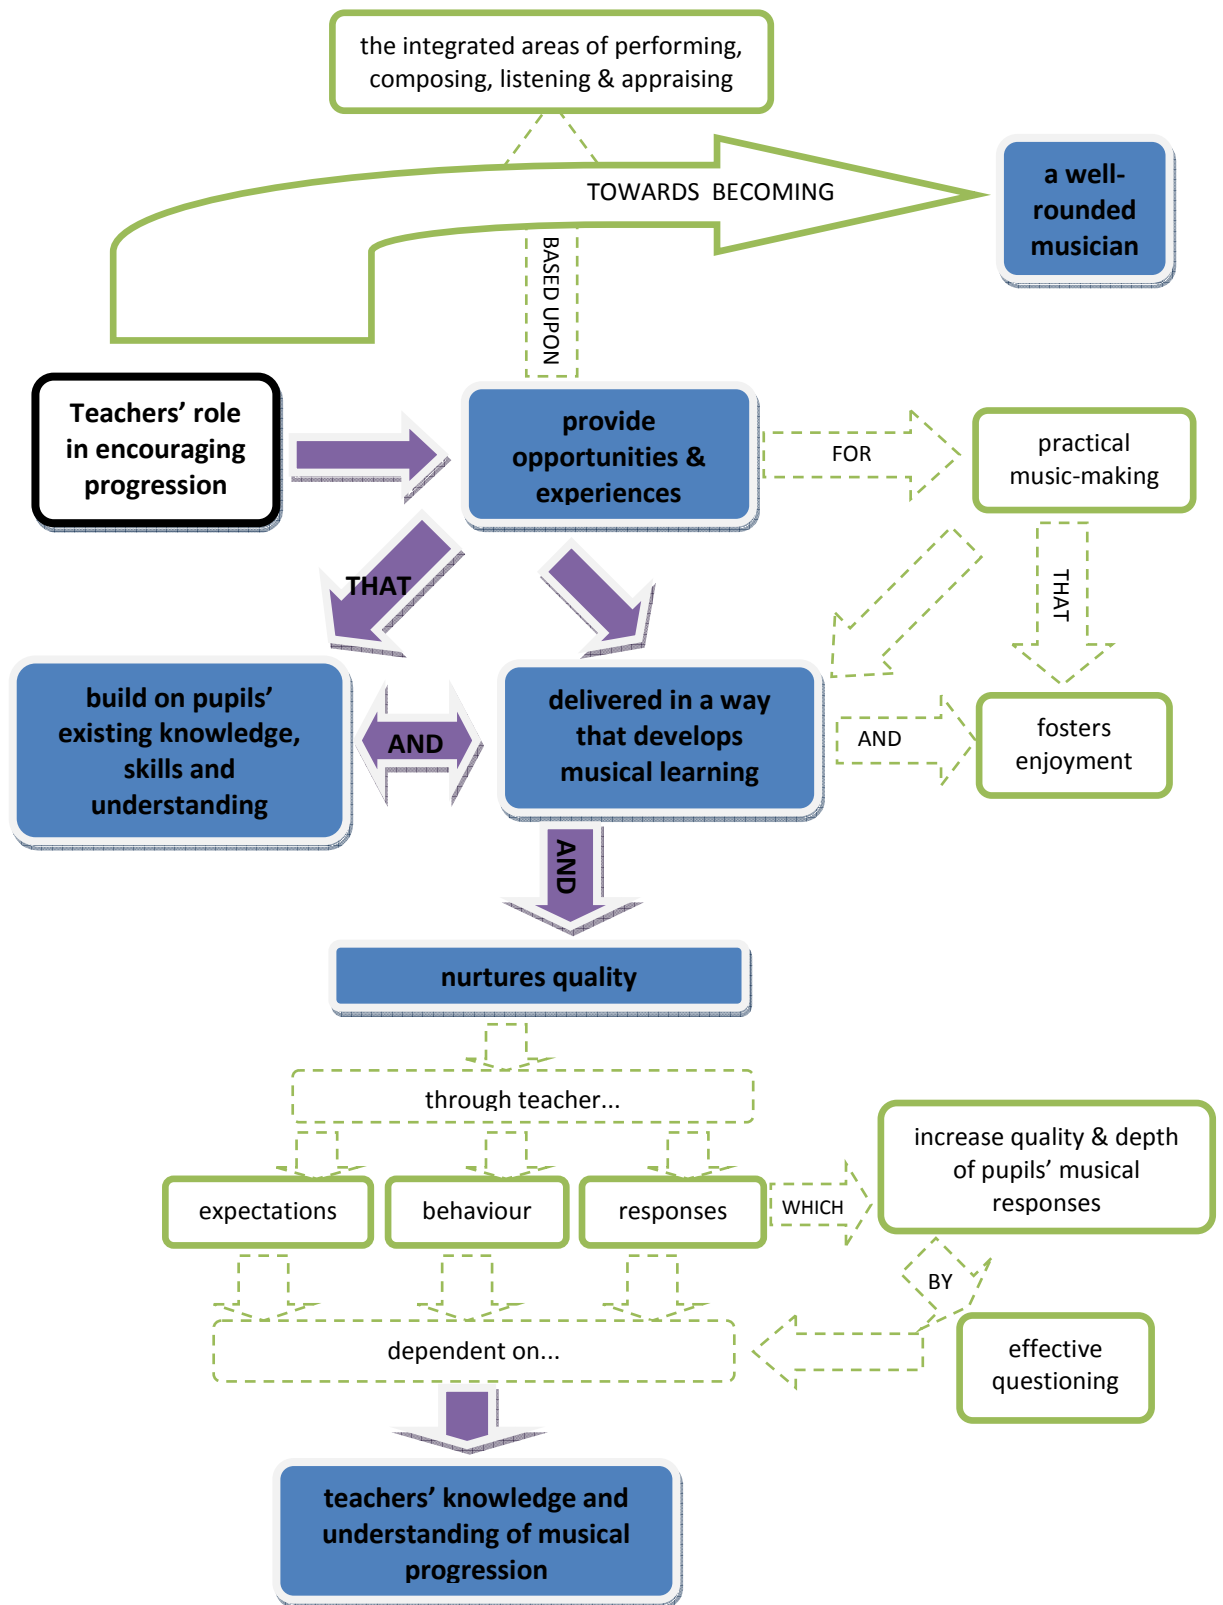 the integrated areas of performing,
composing, listening & appraising
TOWARDS BECOMING
a well-
rounded
musician
BASED UPON
Teachers’ role
in encouraging
progression
provide
opportunities &
experiences
FOR
practical
music-making
THAT
THAT
build on pupils’
existing knowledge,
skills and
understanding
AND
delivered in a way
that develops
musical learning
AND
fosters
enjoyment
AND
nurtures quality
through teacher...
expectations
behaviour
responses
WHICH
increase quality & depth
of pupils’ musical
responses
BY
effective
questioning
dependent on...
teachers’ knowledge and
understanding of musical
progression